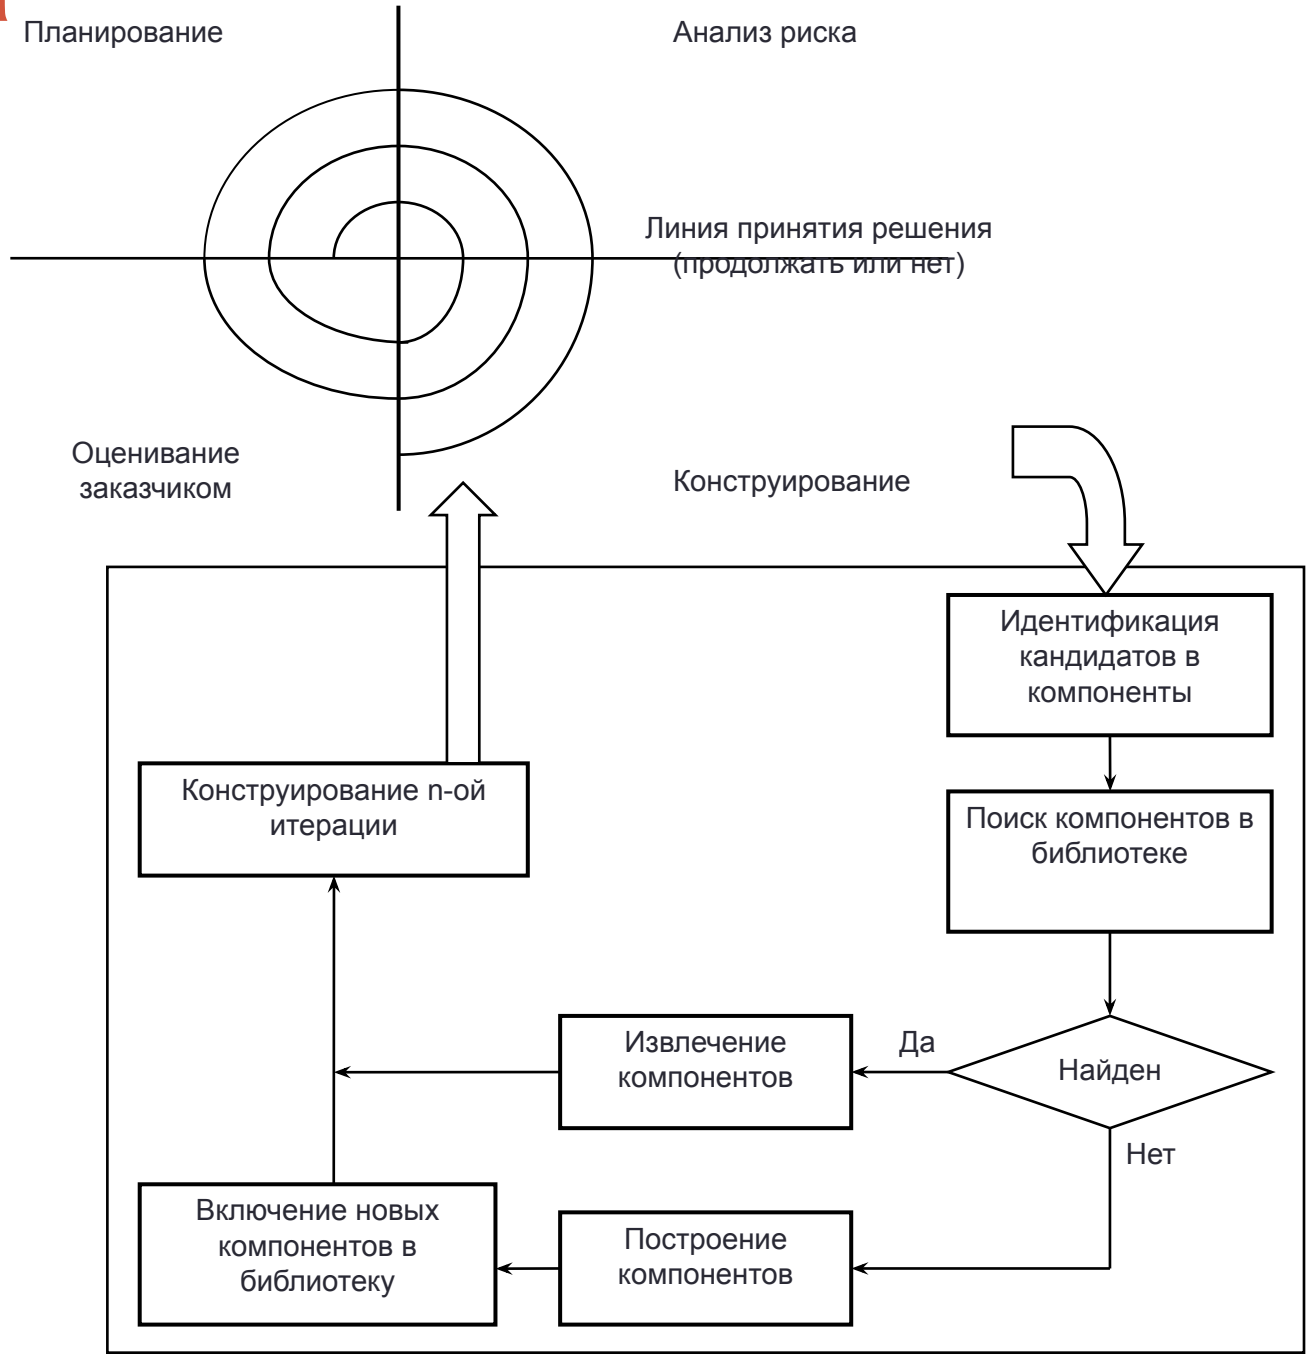 Планирование
Анализ риска
Линия принятия решения
(продолжать или нет)
Оценивание
заказчиком
Конструирование
Идентификация
кандидатов в
компоненты
Конструирование n-ой
итерации
Поиск компонентов в
библиотеке
Извлечение
компонентов
Да
Найден
Нет
Включение новых
компонентов в
библиотеку
Построение
компонентов